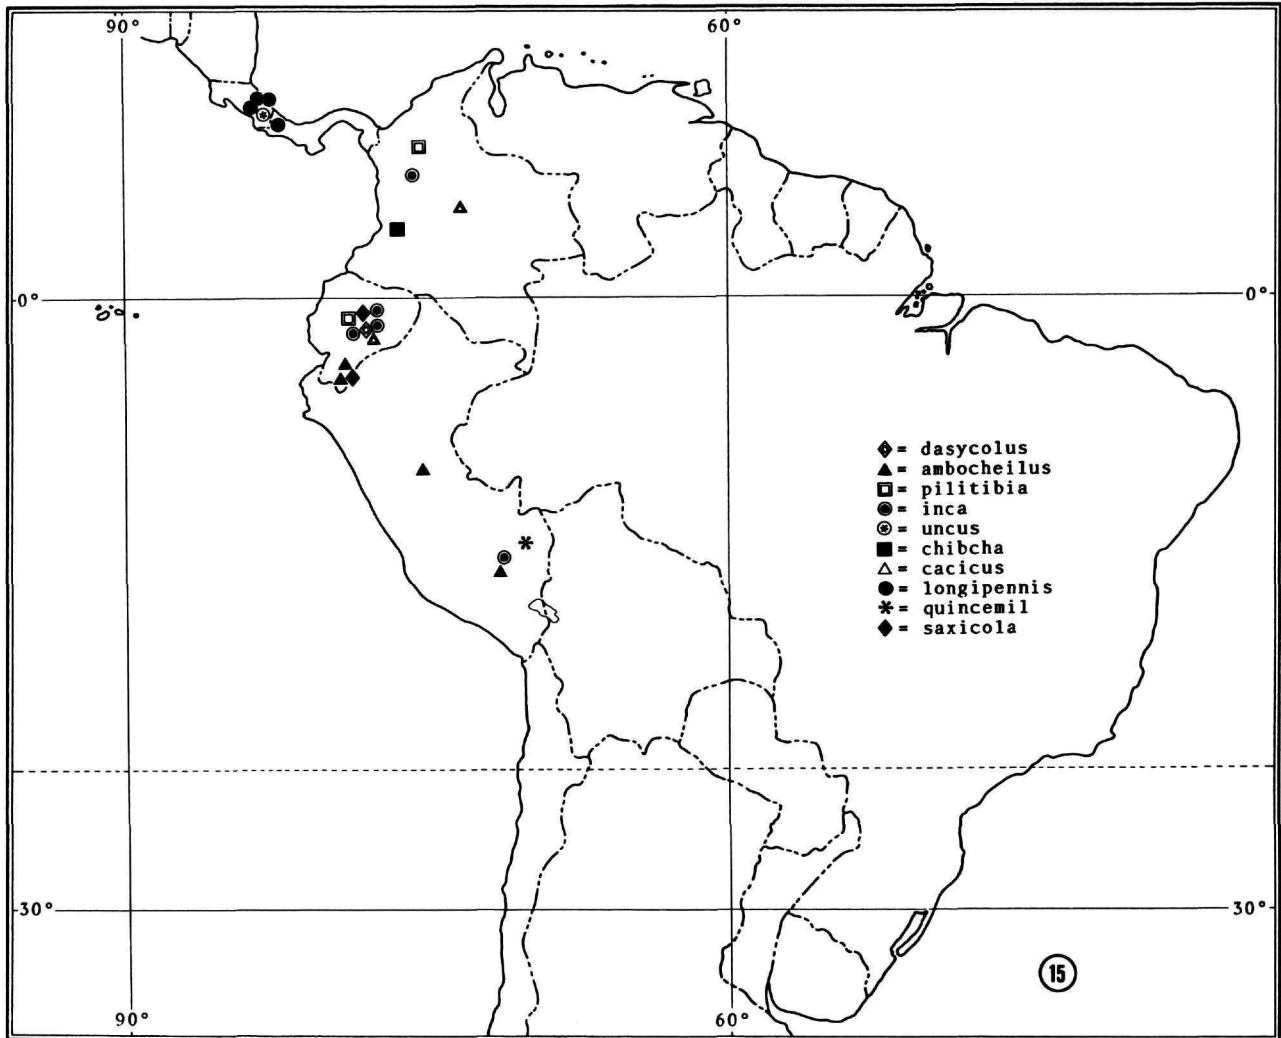 90° 60°
0° 0°
◈ = dasycolus
▲ = ambocheilus
□ = pilitibia
◉ = inca
⊛ = uncus
■ = chibcha
△ = cacicus
● = longipennis
✱ = quincemil
◆ = saxicola
30° 30°
15
90° 60°